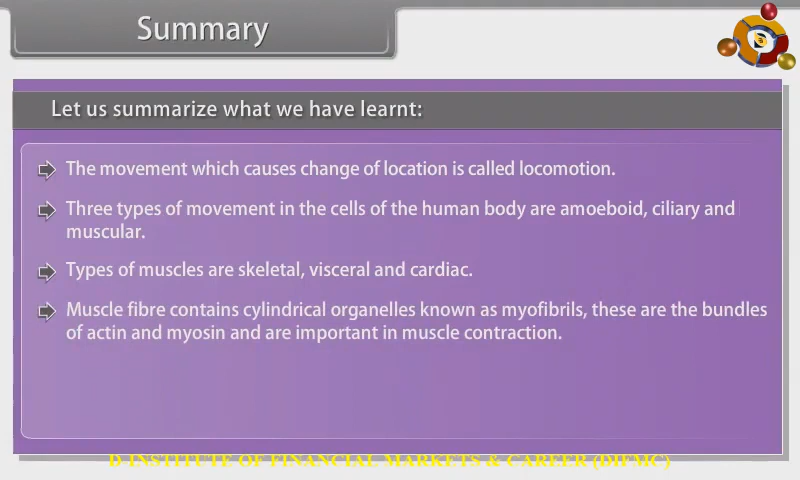 Summary
Let us summarize what we have learnt:
The movement which causes change of location is called locomotion.
Three types of movement in the cells of the human body are amoeboid, ciliary and
muscular.
Types of muscles are skeletal, visceral and cardiac.
Muscle fibre contains cylindrical organelles known as myofibrils, these are the bundles
of actin and myosin and are important in muscle contraction.
D-INSTITUTE OF FINANCIAL MARKETS & CAREER (DIFMC)